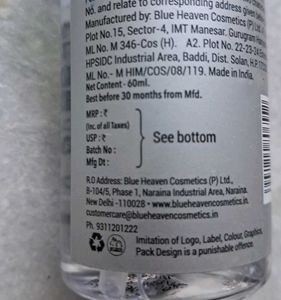 No. and relate to corresponding address given below
Manufactured by: Blue Heaven Cosmetics (P) Ltd.
Plot No.15, Sector-4, IMT Manesar, Gurugram
ML No. M 346-Cos (H). A2. Plot No. 22-23-24
HPSIDC Industrial Area, Baddi, Dist. Solan, H.P.
ML No.- M HIM/COS/08/119. Made in India.
Net Content - 60ml.
Best before 30 months from Mfd.
MRP : ₹
(Inc. of all Taxes)
USP : ₹
Batch No :
Mfg Dt :
See bottom
R.O Address: Blue Heaven Cosmetics (P) Ltd.,
B-104/5, Phase 1, Naraina Industrial Area, Naraina,
New Delhi -110028 • www.blueheavencosmetics.in,
customercare@blueheavencosmetics.in,
Ph. 9311201222
Imitation of Logo, Label, Colour, Graphics,
Pack Design is a punishable offence.